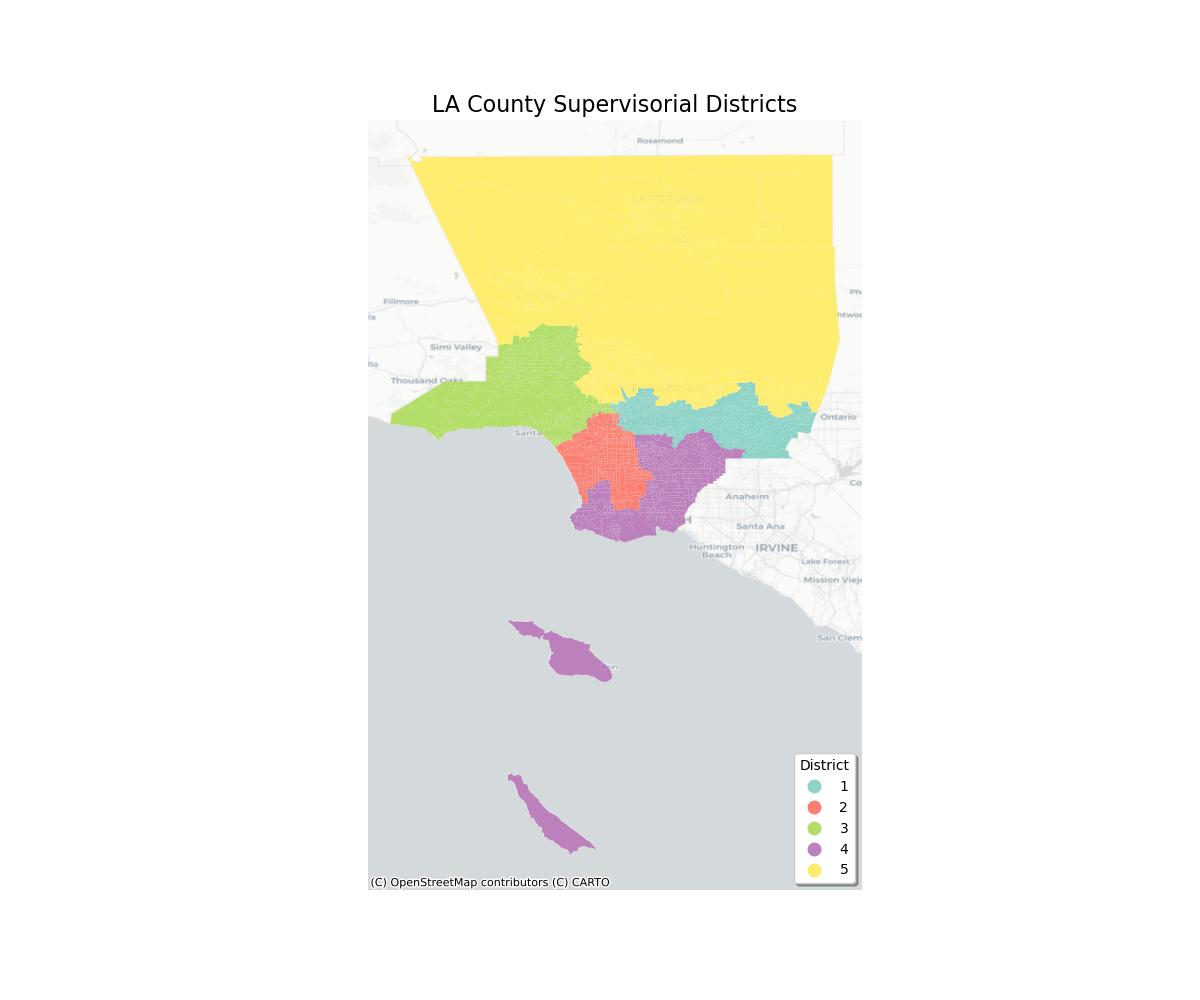 LA County Supervisorial Districts
Rosamond
Fillmore
Simi Valley
Thousand Oaks
Ontario
Santa
Anaheim
Santa Ana
H
Huntington
Beach
IRVINE
Lake Forest
Mission Viejo
San Clem
District
1
2
3
4
5
(C) OpenStreetMap contributors (C) CARTO